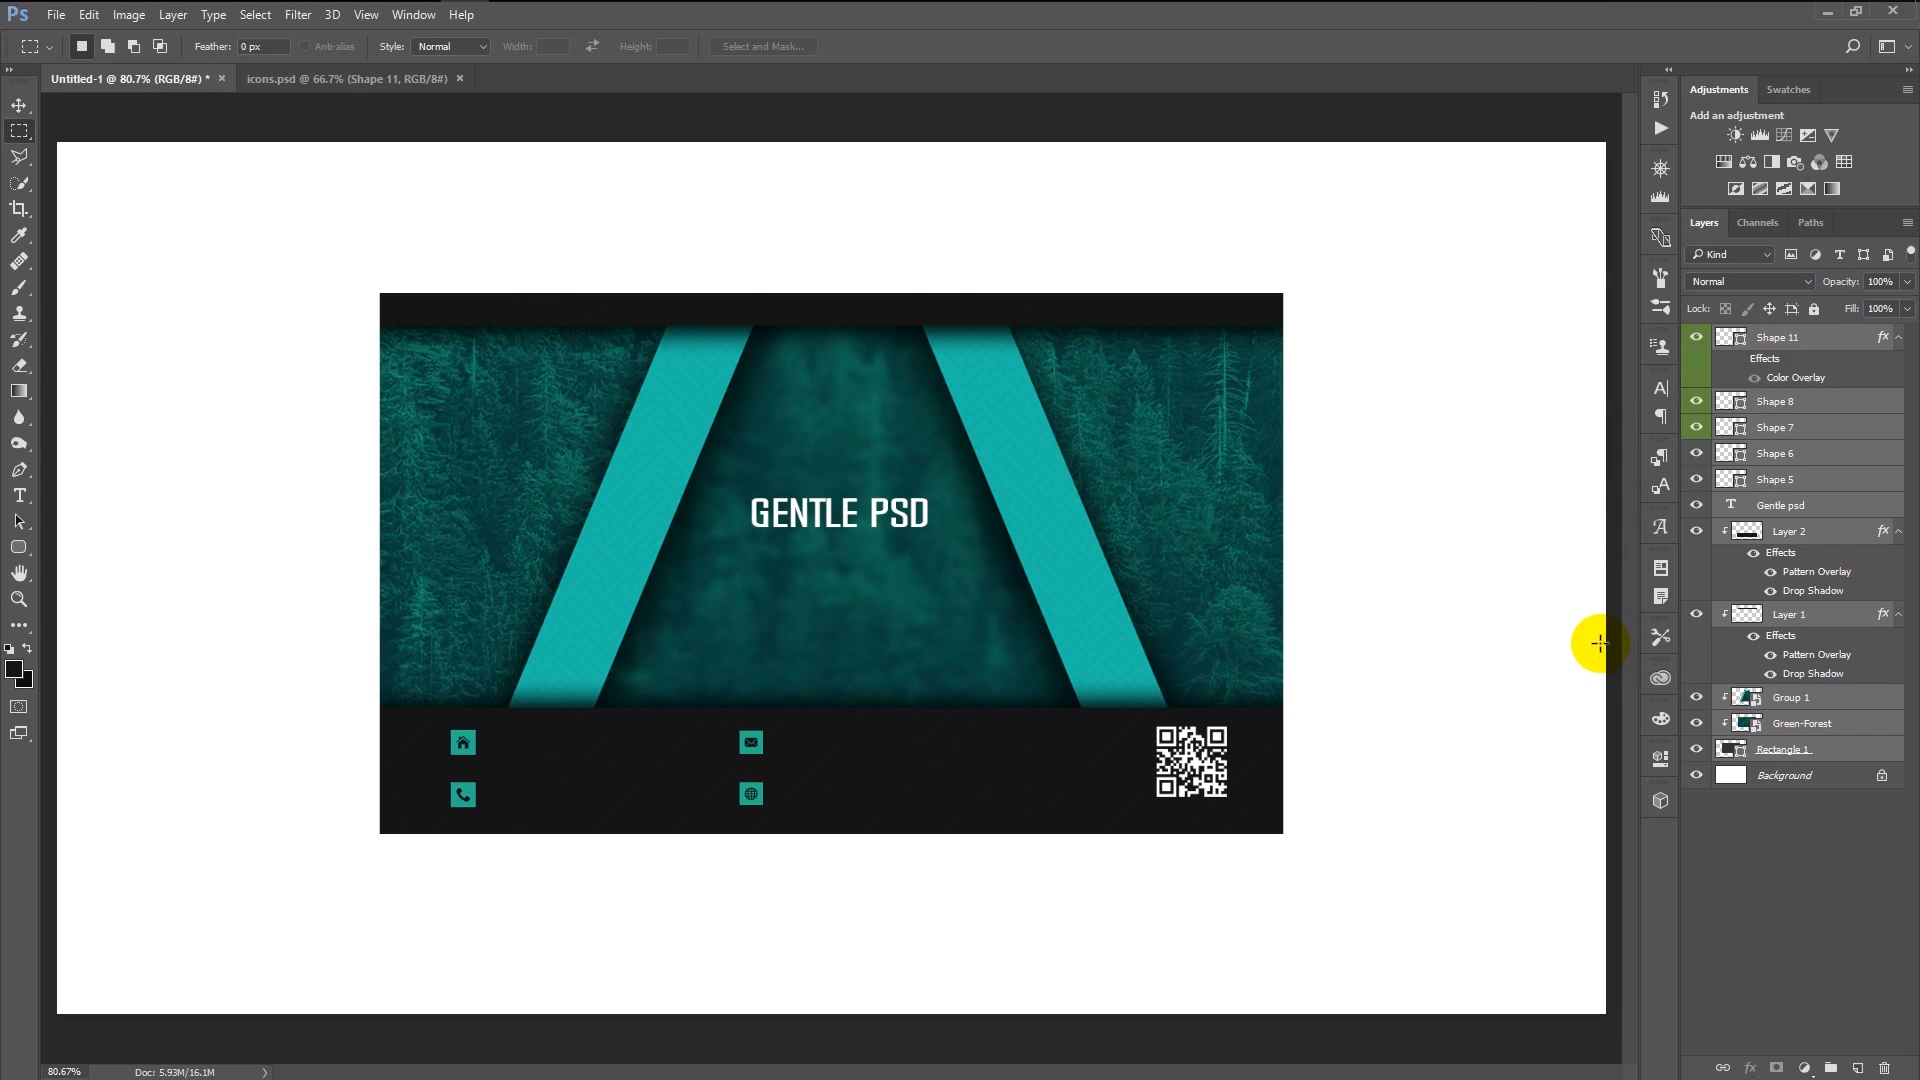 Ps File Edit Image Layer Type Select Filter 3D View Window Help
Feather: 0 px Anti-alias Style: Normal Width: Height: Select and Mask...
Untitled-1 @ 80.7% (RGB/8#) * × icons.psd @ 66.7% (Shape 11, RGB/8#) ×
Adjustments Swatches
Add an adjustment
Layers Channels Paths
Kind
Normal Opacity: 100%
Lock: Fill: 100%
Shape 11 fx
Effects
Color Overlay
Shape 8
Shape 7
Shape 6
Shape 5
Gentle psd
Layer 2 fx
Effects
Pattern Overlay
Drop Shadow
Layer 1 fx
Effects
Pattern Overlay
Drop Shadow
Group 1
Green-Forest
Rectangle 1
Background
GENTLE PSD
80.67% Doc: 5.93M/16.1M